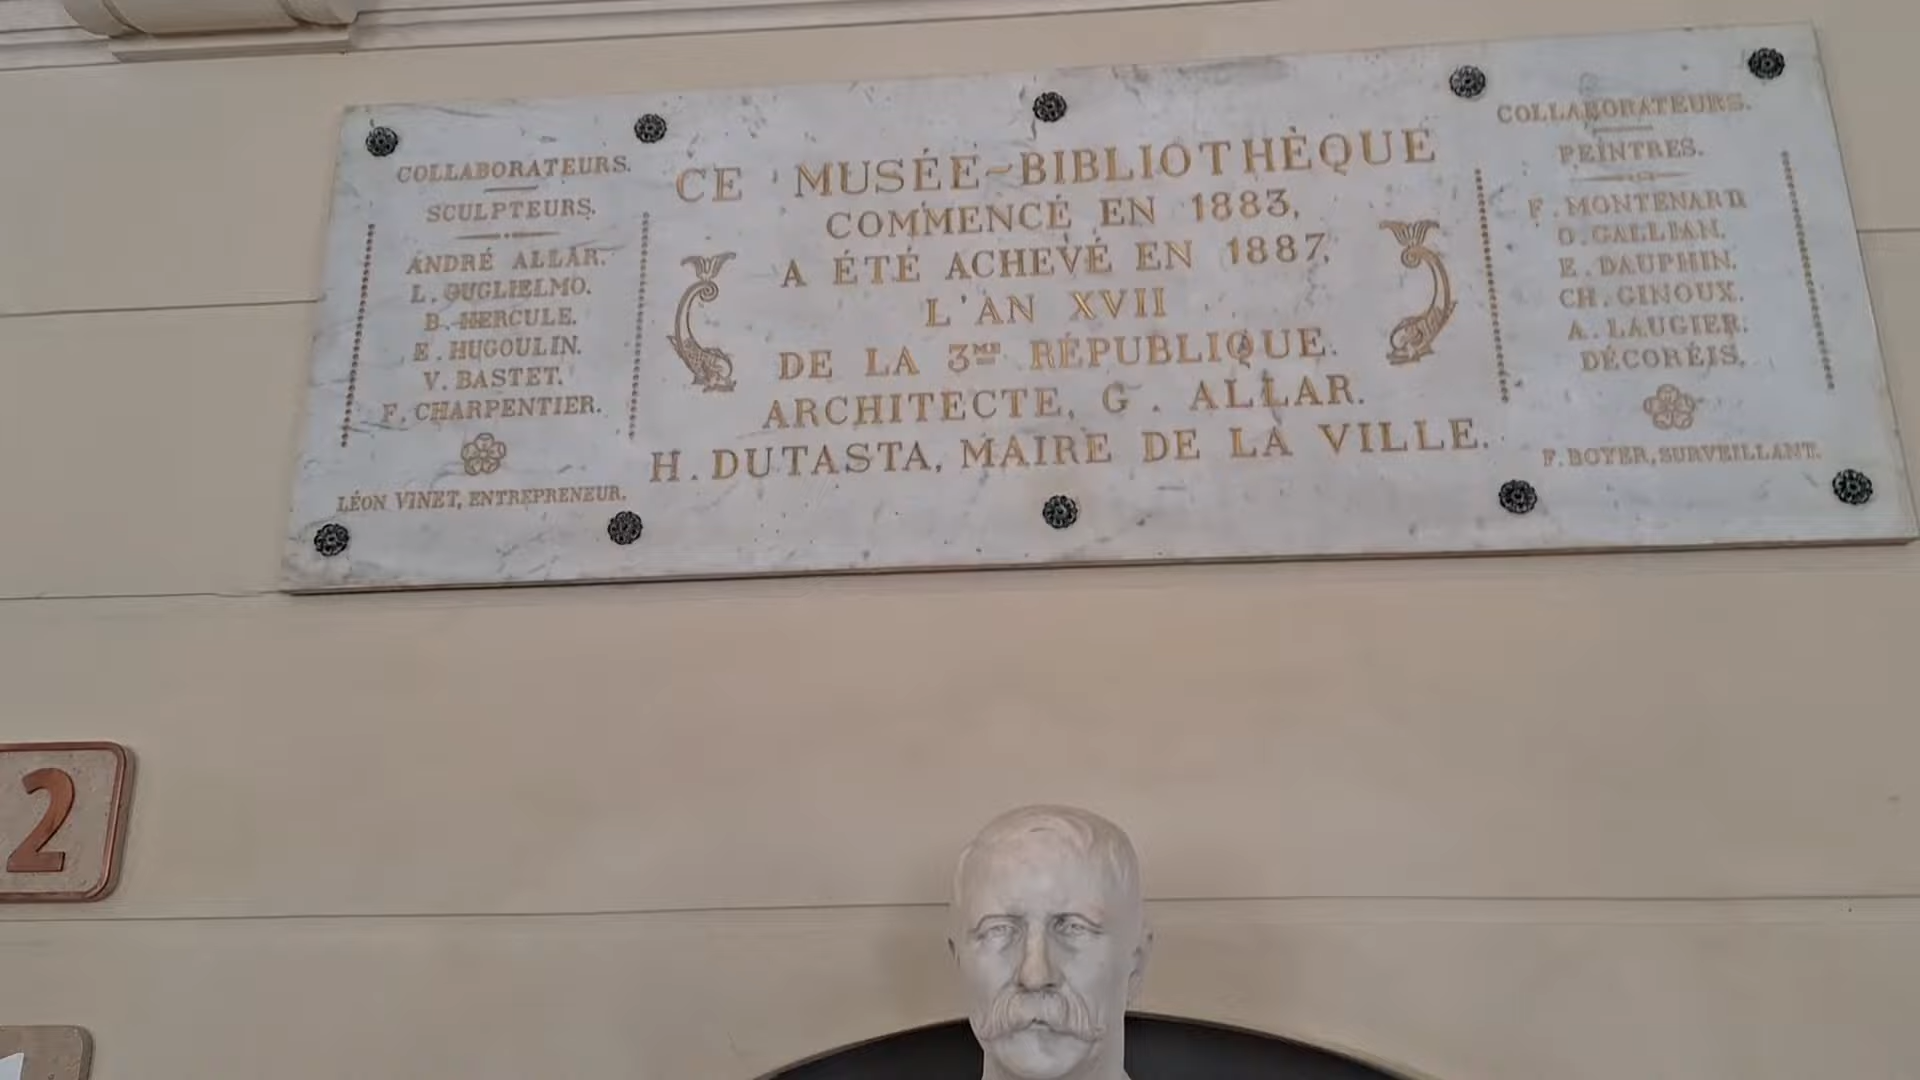 COLLABORATEURS.
SCULPTEURS.
ANDRÉ ALLAR.
L. GUGLIELMO.
B. HERCULE.
E. HUGOULIN.
V. BASTET.
F. CHARPENTIER.
LÉON VINET, ENTREPRENEUR.
CE MUSÉE-BIBLIOTHÈQUE
COMMENCÉ EN 1883,
A ÉTÉ ACHEVÉ EN 1887,
L'AN XVII
DE LA 3ME RÉPUBLIQUE.
ARCHITECTE, G. ALLAR.
H. DUTASTA, MAIRE DE LA VILLE.
COLLABORATEURS.
PEINTRES.
F. MONTENARD
O. GALLIAN.
E. DAUPHIN.
CH. GINOUX.
A. LAUGIER.
DÉCORÉIS.
F. BOYER, SURVEILLANT.
2